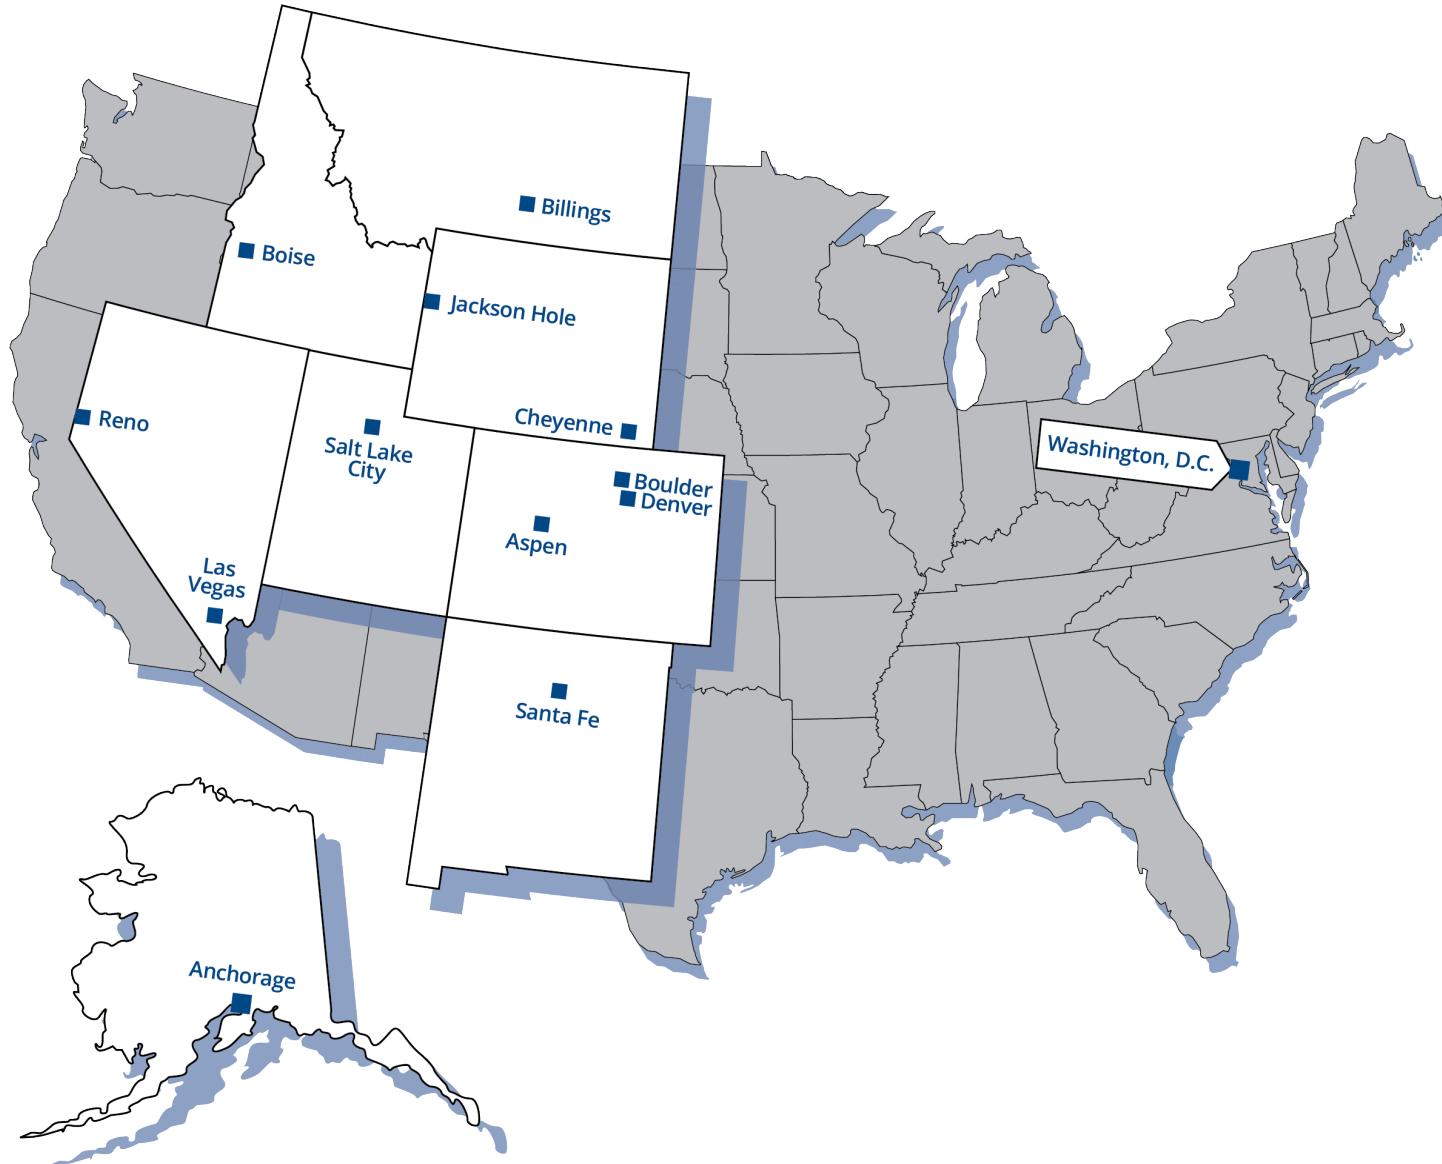 Billings
Boise
Jackson Hole
Reno
Cheyenne
Salt Lake
City
Boulder
Denver
Aspen
Washington, D.C.
Las
Vegas
Santa Fe
Anchorage